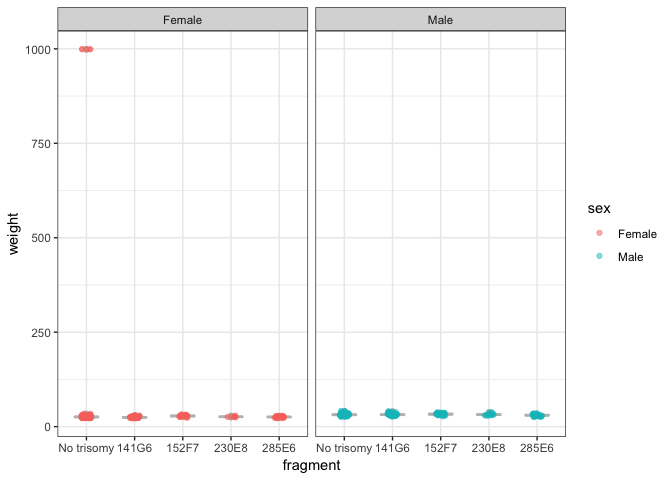 Female
Male
1000
750
500
250
0
weight
No trisomy 141G6 152F7 230E8 285E6
No trisomy 141G6 152F7 230E8 285E6
fragment
sex
Female
Male